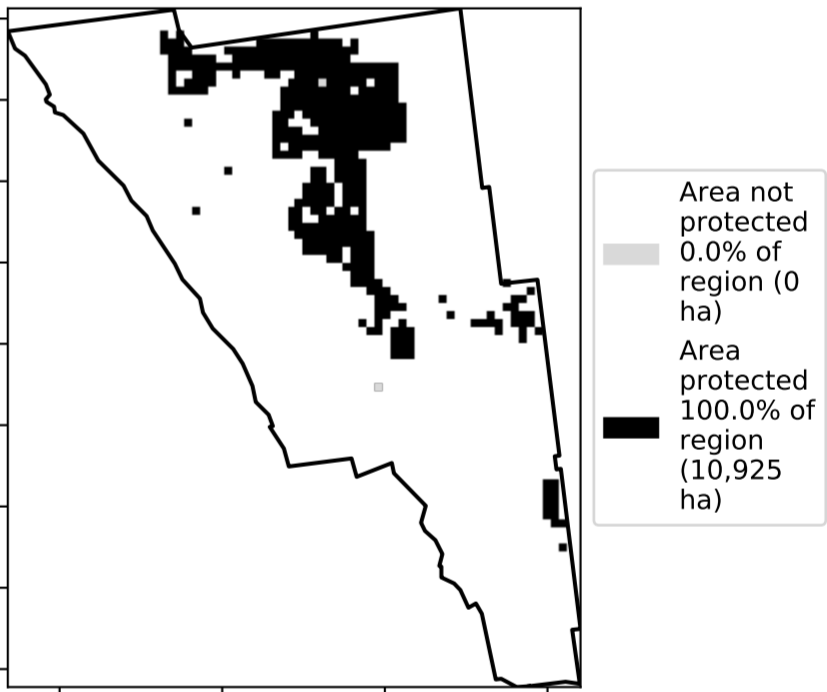 Area not
protected
0.0% of
region (0
ha)
Area
protected
100.0% of
region
(10,925
ha)